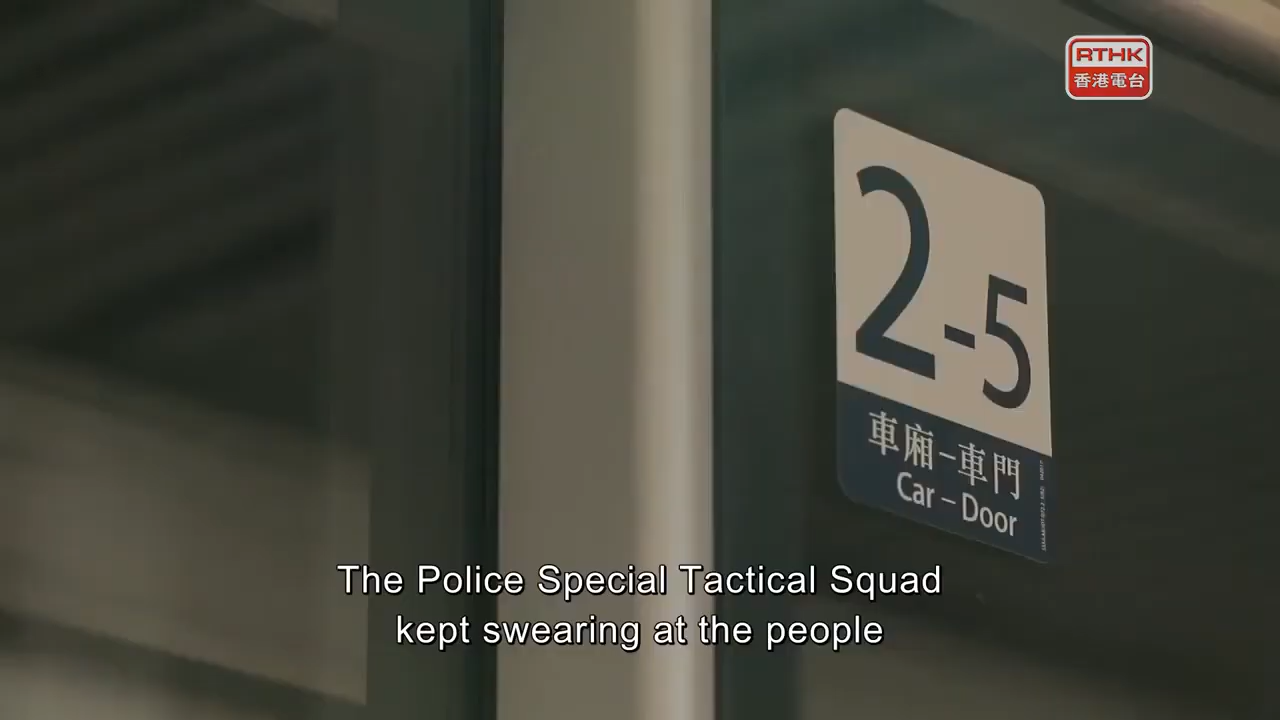 RTHK
香港電台
2-5
車廂–車門
Car – Door
The Police Special Tactical Squad
kept swearing at the people